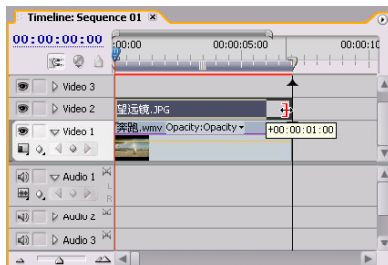 Timeline: Sequence 01
00:00:00:00
:00:00 00:00:05:00 00:00:10
Video 3
Video 2 望远镜.JPG
Video 1 奔跑.wmv Opacity:Opacity
+00:00:01:00
Audio 1
L
R
Audio 2
Audio 3